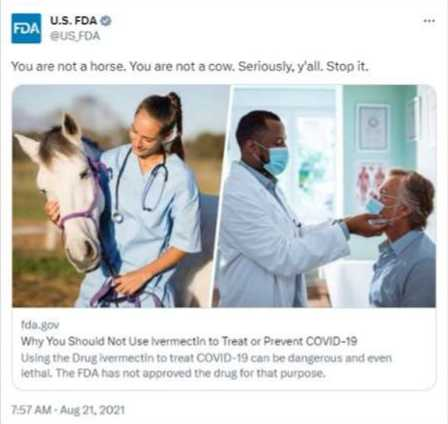 FDA
U.S. FDA
@US_FDA
You are not a horse. You are not a cow. Seriously, y'all. Stop it.
fda.gov
Why You Should Not Use Ivermectin to Treat or Prevent COVID-19
Using the Drug ivermectin to treat COVID-19 can be dangerous and even
lethal. The FDA has not approved the drug for that purpose.
7:57 AM · Aug 21, 2021